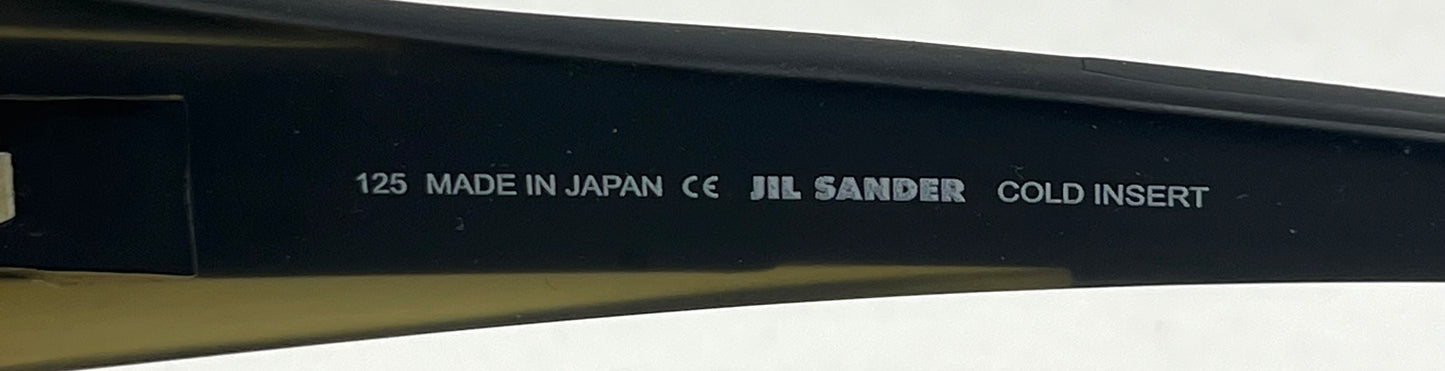 125 MADE IN JAPAN CE JIL SANDER COLD INSERT